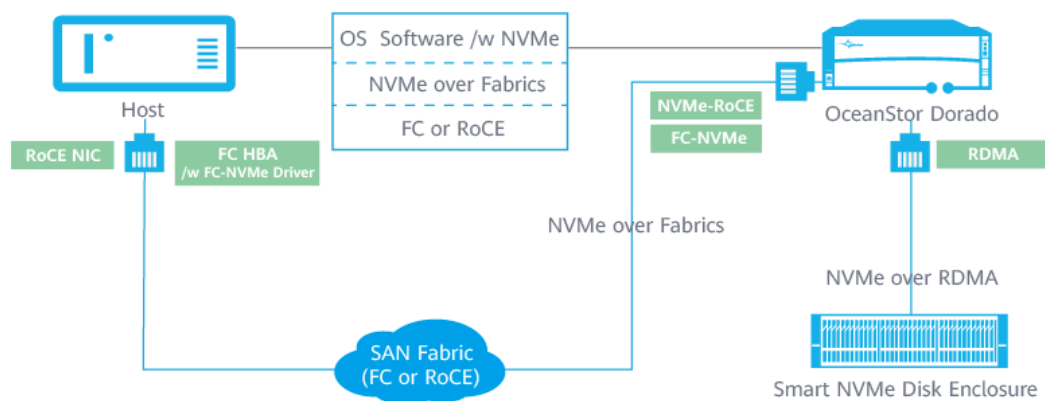 OS Software /w NVMe
NVMe over Fabrics
FC or RoCE
Host
RoCE NIC
FC HBA
/w FC-NVMe Driver
NVMe-RoCE
FC-NVMe
OceanStor Dorado
RDMA
NVMe over Fabrics
NVMe over RDMA
SAN Fabric
(FC or RoCE)
Smart NVMe Disk Enclosure